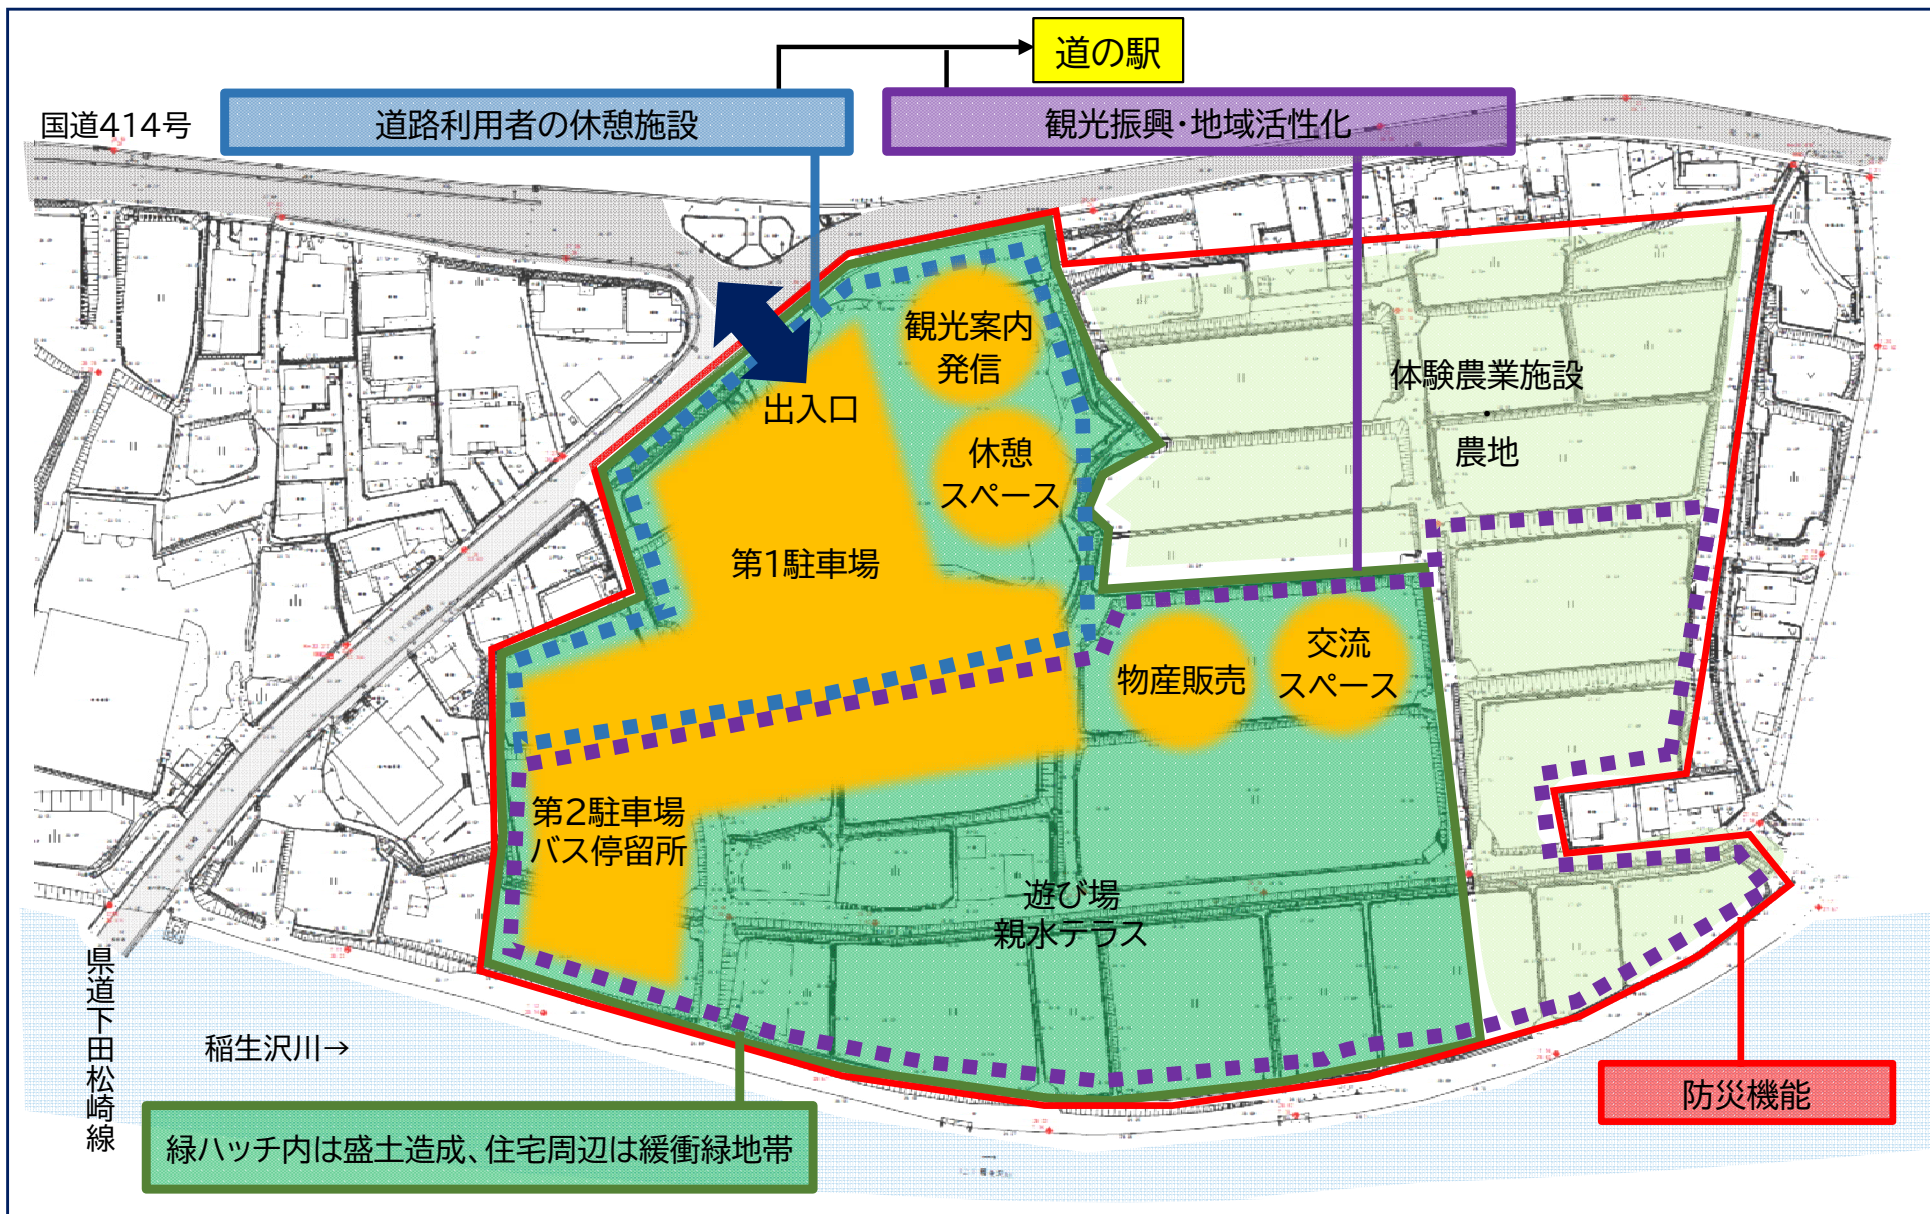 道の駅
国道414号
道路利用者の休憩施設
観光振興・地域活性化
観光案内
発信
出入口
休憩
スペース
体験農業施設
・
農地
第1駐車場
物産販売
交流
スペース
第2駐車場
バス停留所
遊び場
親水テラス
県道下田松崎線
稲生沢川→
防災機能
緑ハッチ内は盛土造成、住宅周辺は緩衝緑地帯